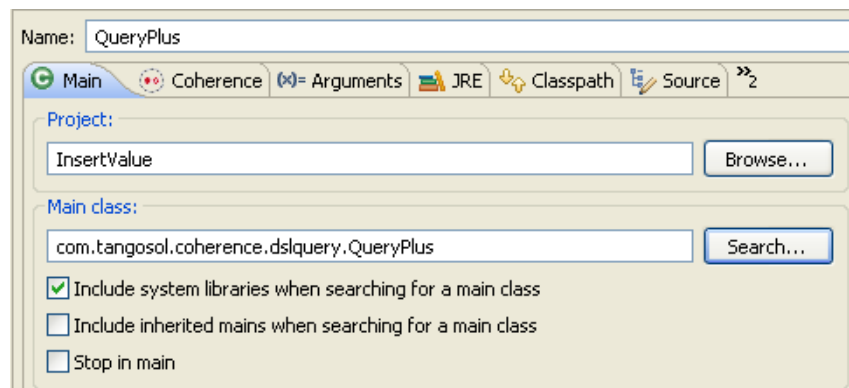 Name: QueryPlus
Main Coherence (x)= Arguments JRE Classpath Source »2
Project:
InsertValue Browse...
Main class:
com.tangosol.coherence.dslquery.QueryPlus Search...
Include system libraries when searching for a main class
Include inherited mains when searching for a main class
Stop in main